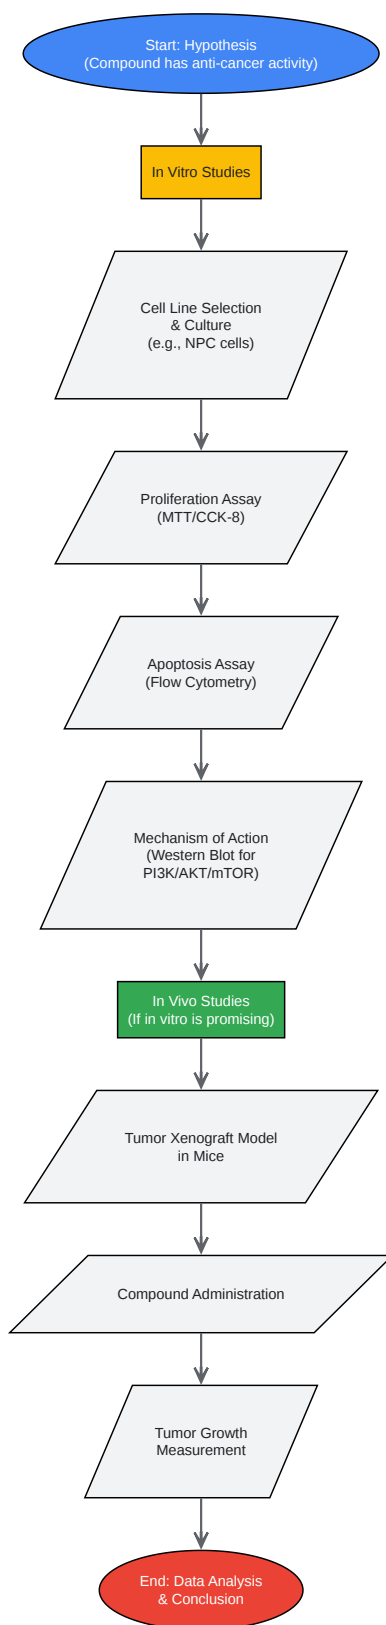 Start: Hypothesis
(Compound has anti-cancer activity)
In Vitro Studies
Cell Line Selection
& Culture
(e.g., NPC cells)
Proliferation Assay
(MTT/CCK-8)
Apoptosis Assay
(Flow Cytometry)
Mechanism of Action
(Western Blot for
PI3K/AKT/mTOR)
In Vivo Studies
(If in vitro is promising)
Tumor Xenograft Model
in Mice
Compound Administration
Tumor Growth
Measurement
End: Data Analysis
& Conclusion